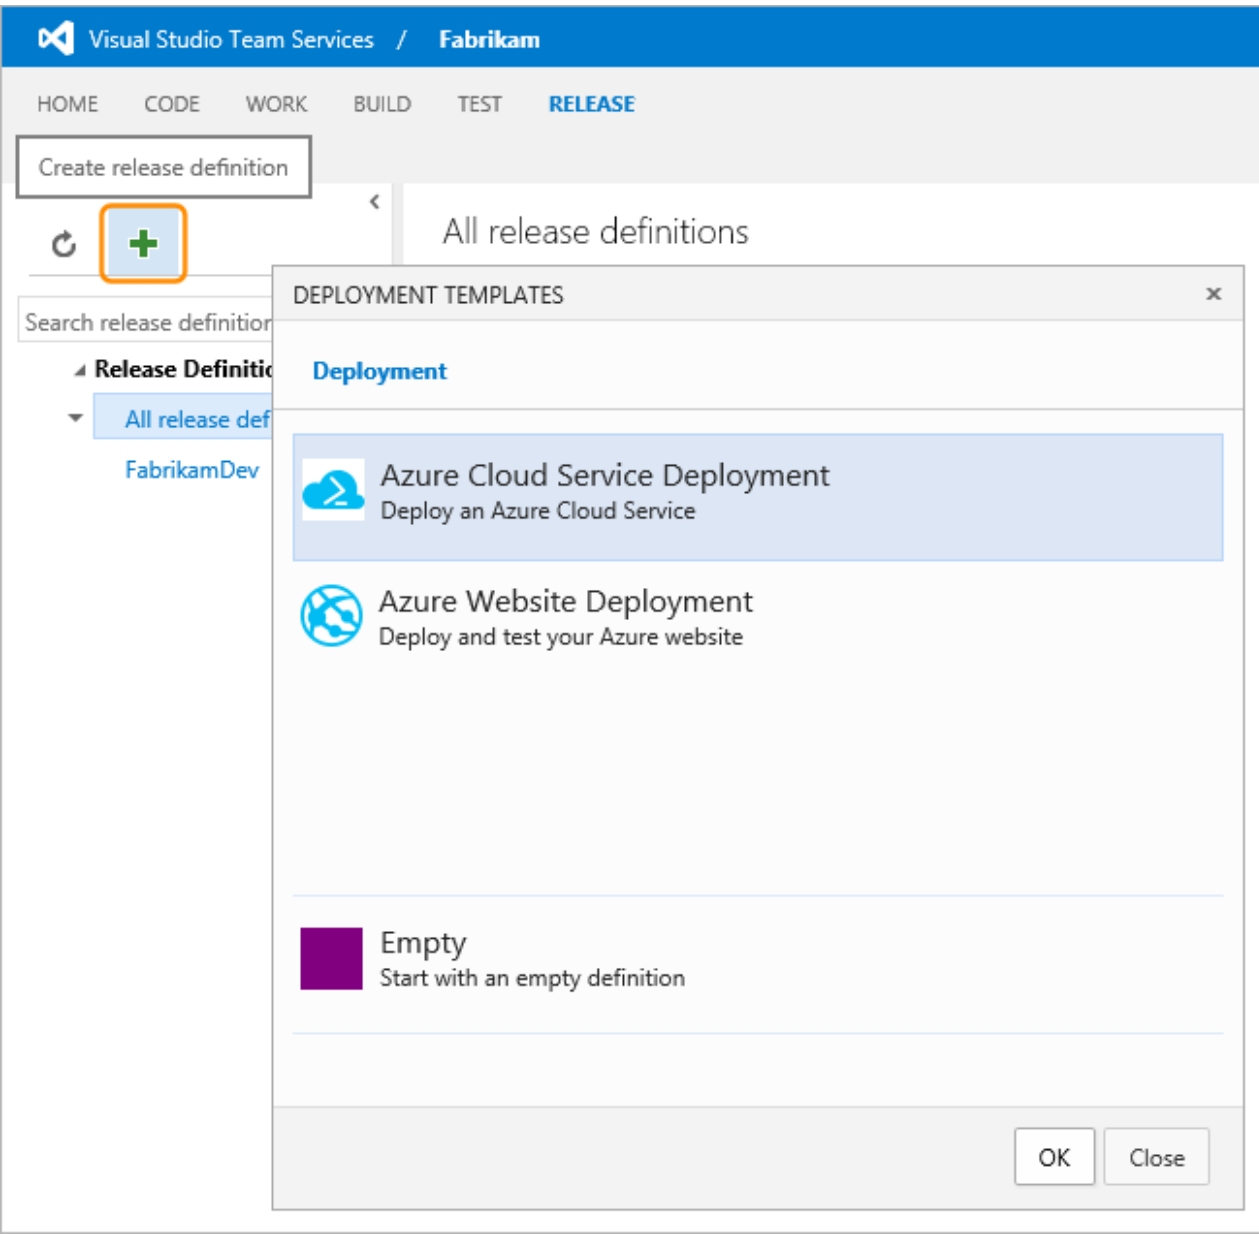 Visual Studio Team Services / Fabrikam
HOME CODE WORK BUILD TEST RELEASE
Create release definition
All release definitions
DEPLOYMENT TEMPLATES
Search release definition
Release Definitio
Deployment
All release def
FabrikamDev
Azure Cloud Service Deployment
Deploy an Azure Cloud Service
Azure Website Deployment
Deploy and test your Azure website
Empty
Start with an empty definition
OK Close